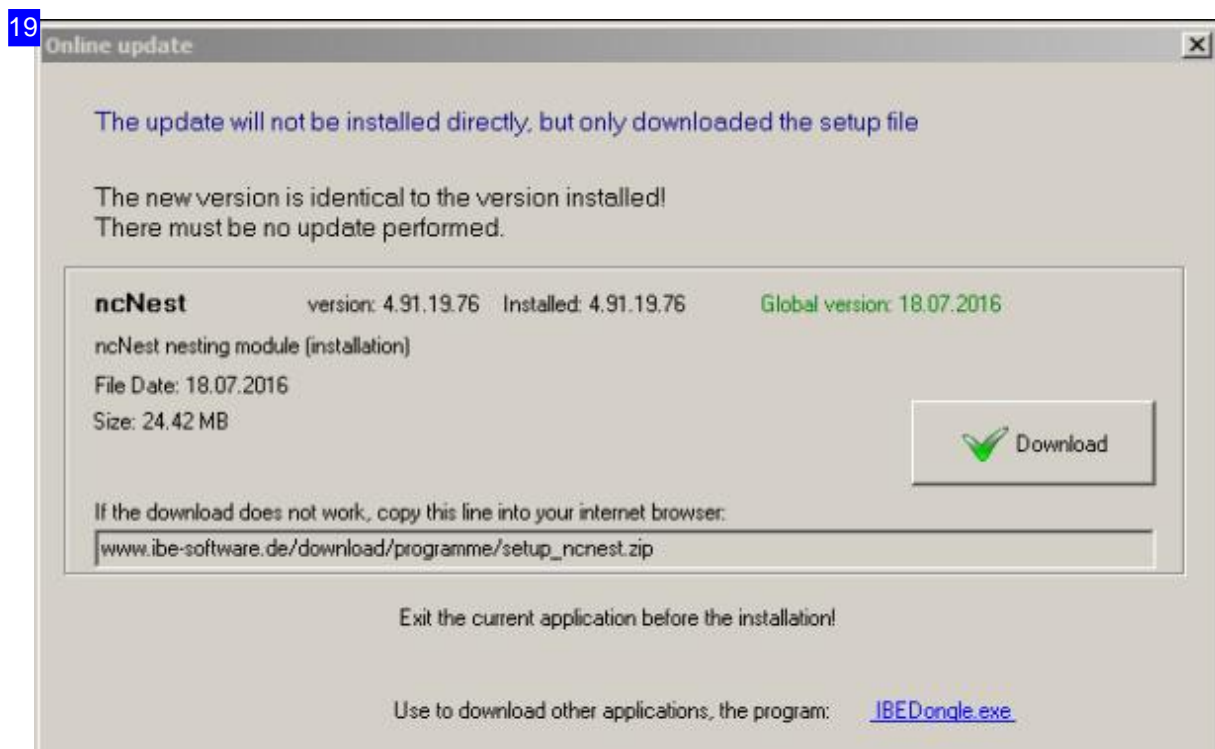 19
Online update
The update will not be installed directly, but only downloaded the setup file
The new version is identical to the version installed!
There must be no update performed.
ncNest version: 4.91.19.76 Installed: 4.91.19.76 Global version: 18.07.2016
ncNest nesting module (installation)
File Date: 18.07.2016
Size: 24.42 MB
Download
If the download does not work, copy this line into your internet browser:
www.ibe-software.de/download/programme/setup_ncnest.zip
Exit the current application before the installation!
Use to download other applications, the program: IBEDongle.exe